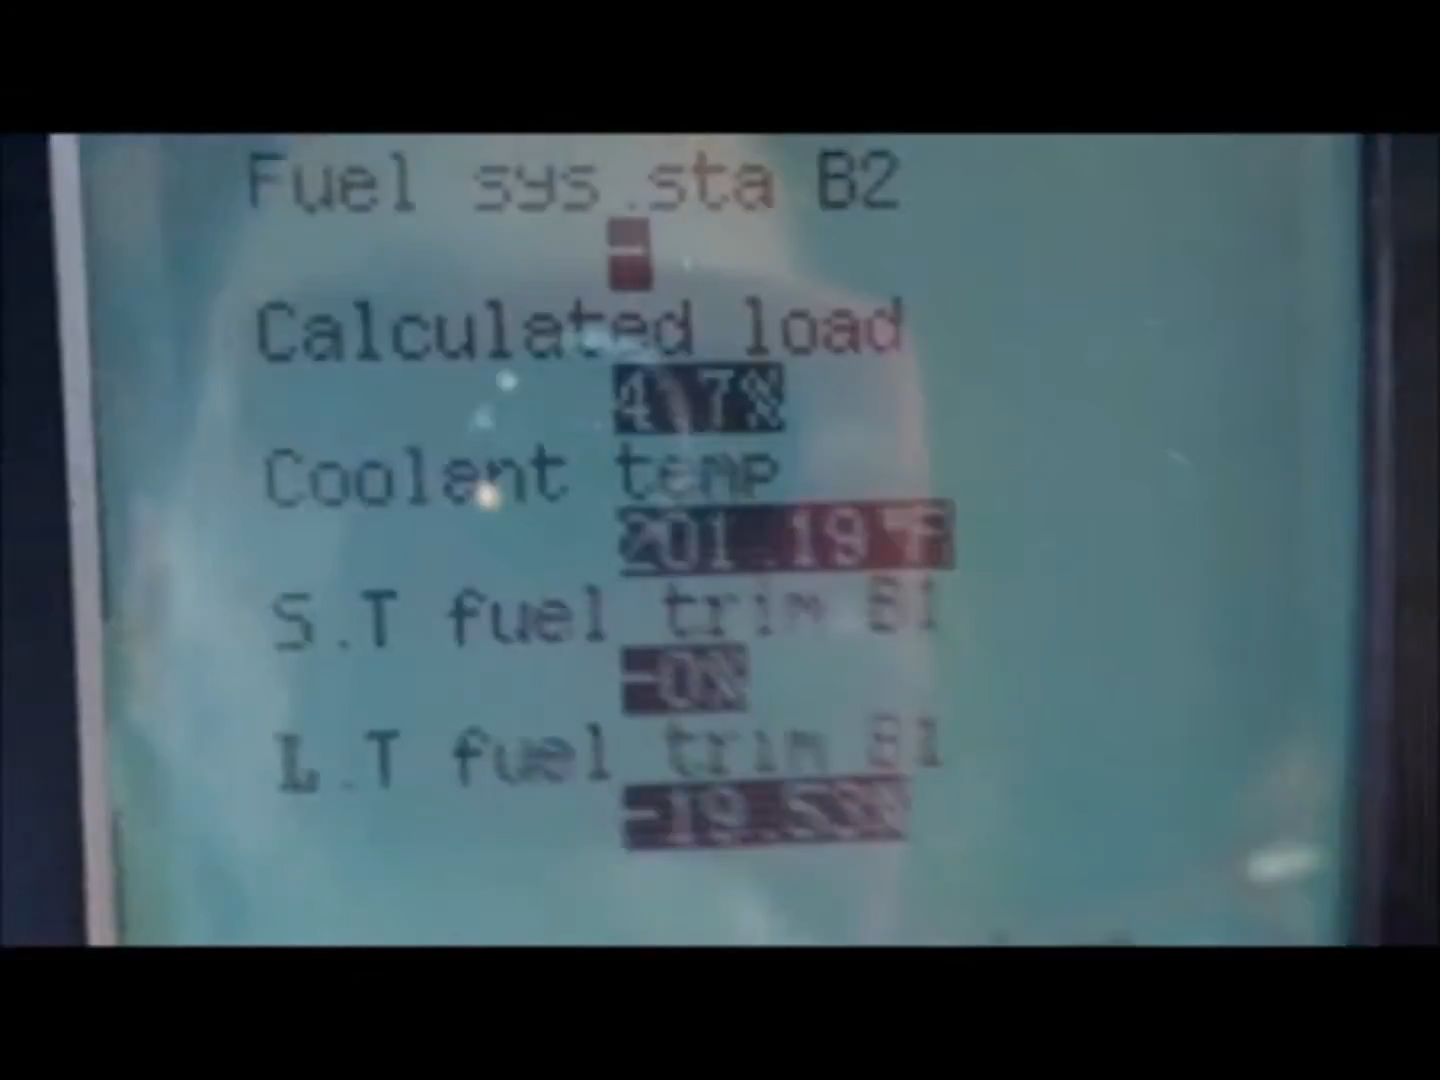 Fuel sys.sta B2
-
Calculated load
4.7%
Coolant temp
201.19°F
S.T fuel trim B1
-0%
L.T fuel trim B1
-19.53%